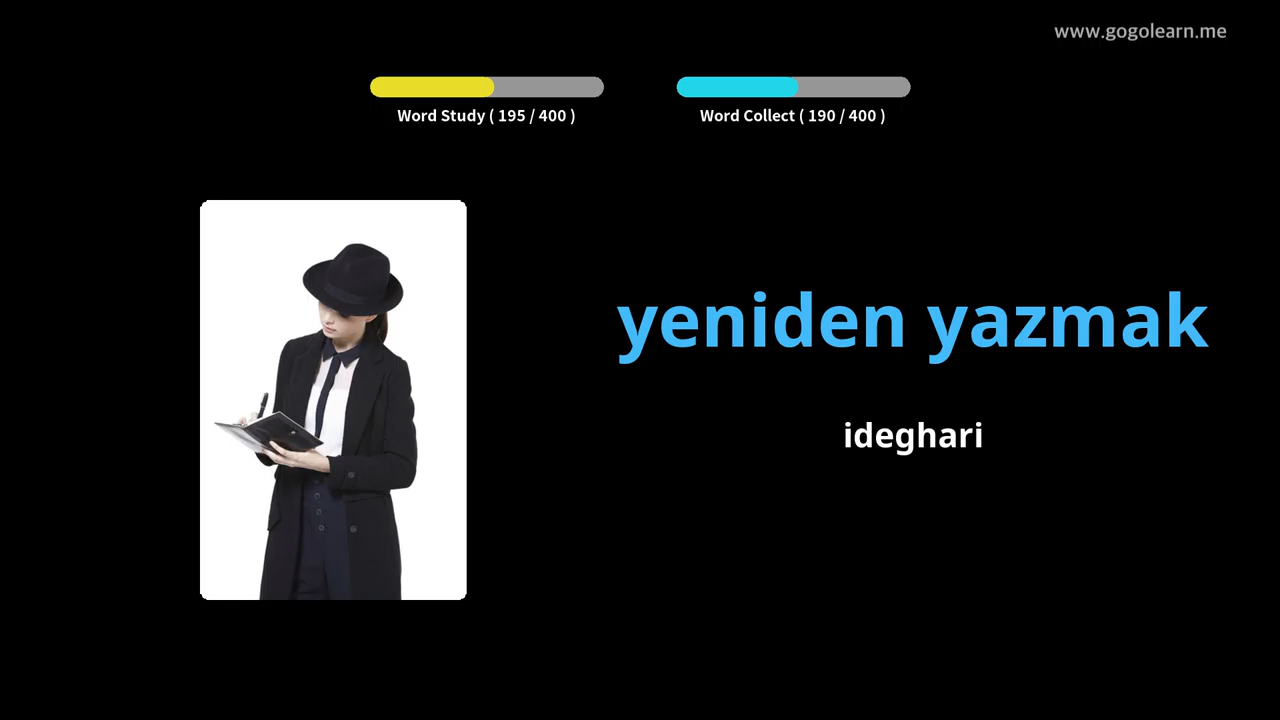 www.gogolearn.me
Word Study ( 195 / 400 )
Word Collect ( 190 / 400 )
yeniden yazmak
ideghari